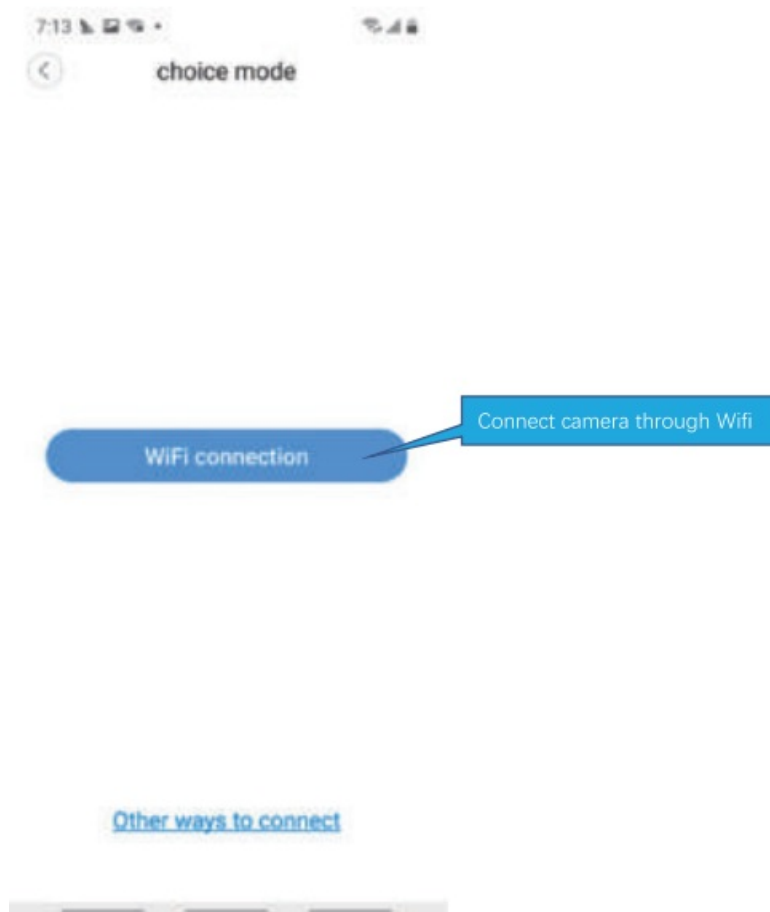 7:13
choice mode
Connect camera through Wifi
WiFi connection
Other ways to connect